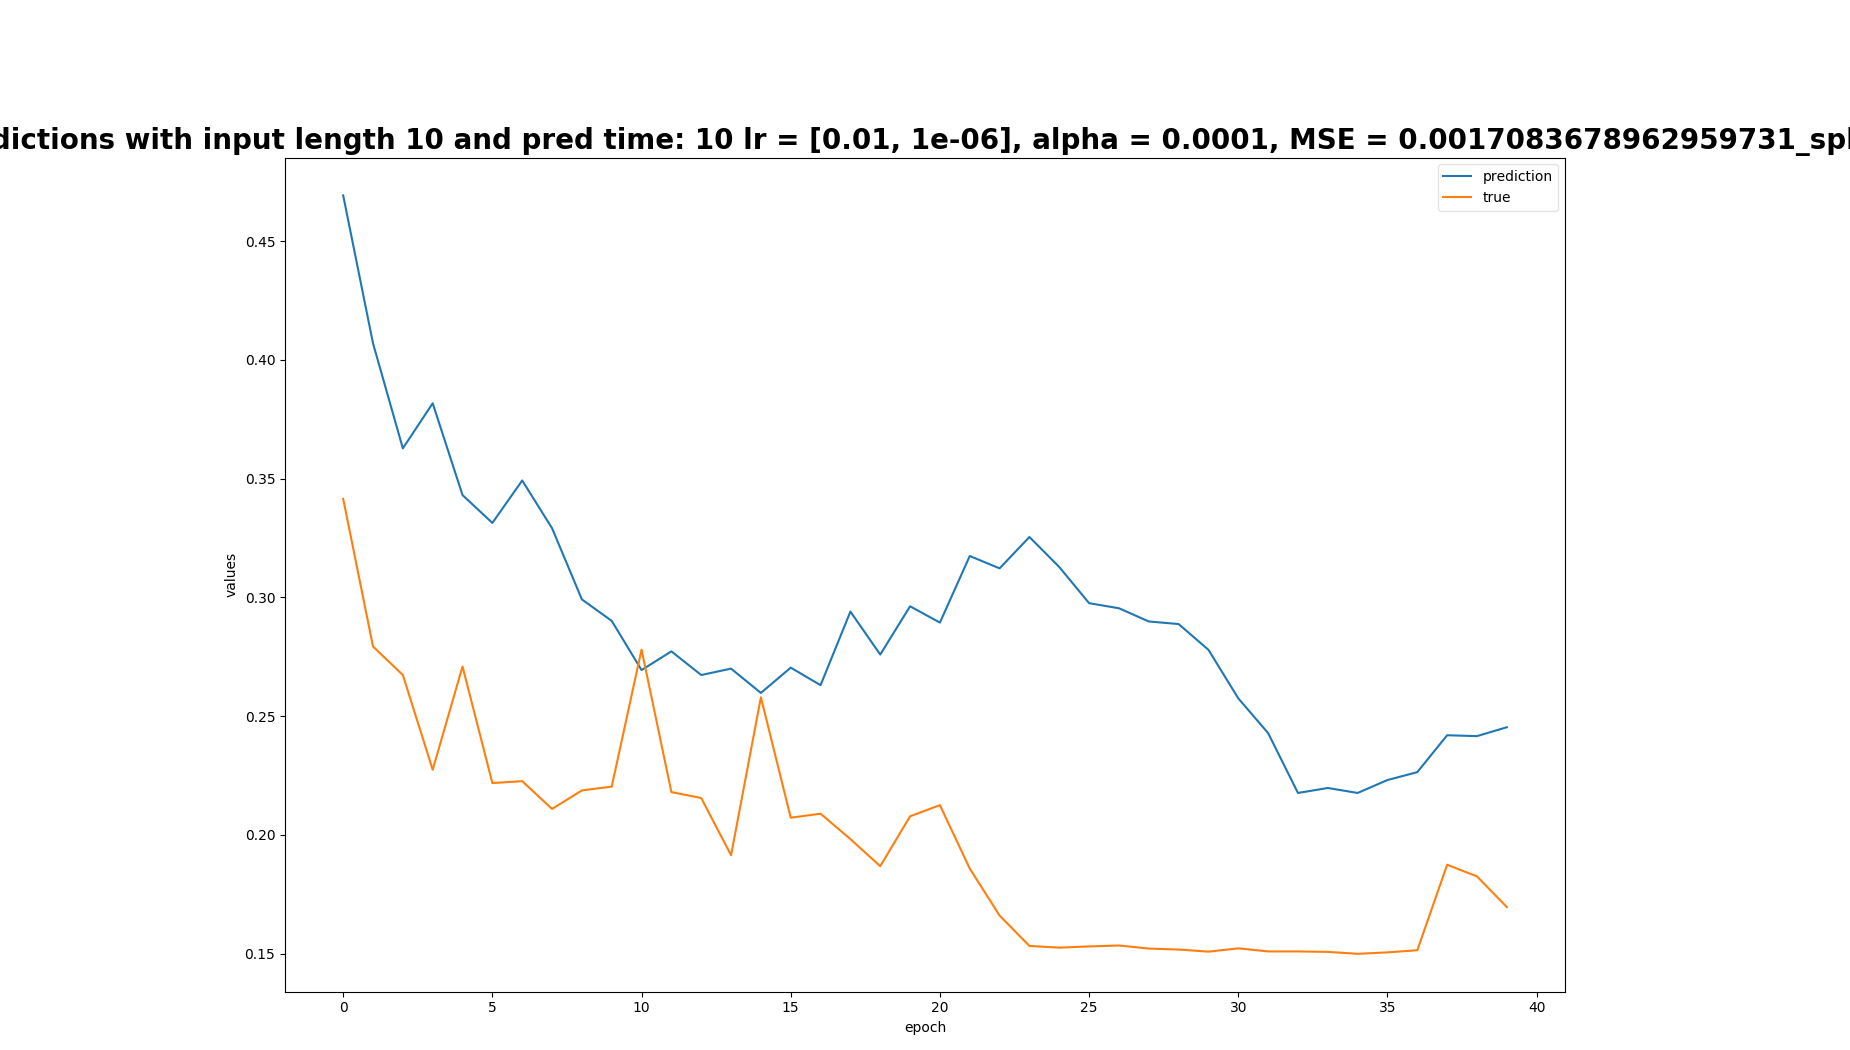 dictions with input length 10 and pred time: 10 lr = [0.01, 1e-06], alpha = 0.0001, MSE = 0.0017083678962959731_spl
prediction
true
0.45
0.40
0.35
0.30
0.25
0.20
0.15
values
0 5 10 15 20 25 30 35 40
epoch